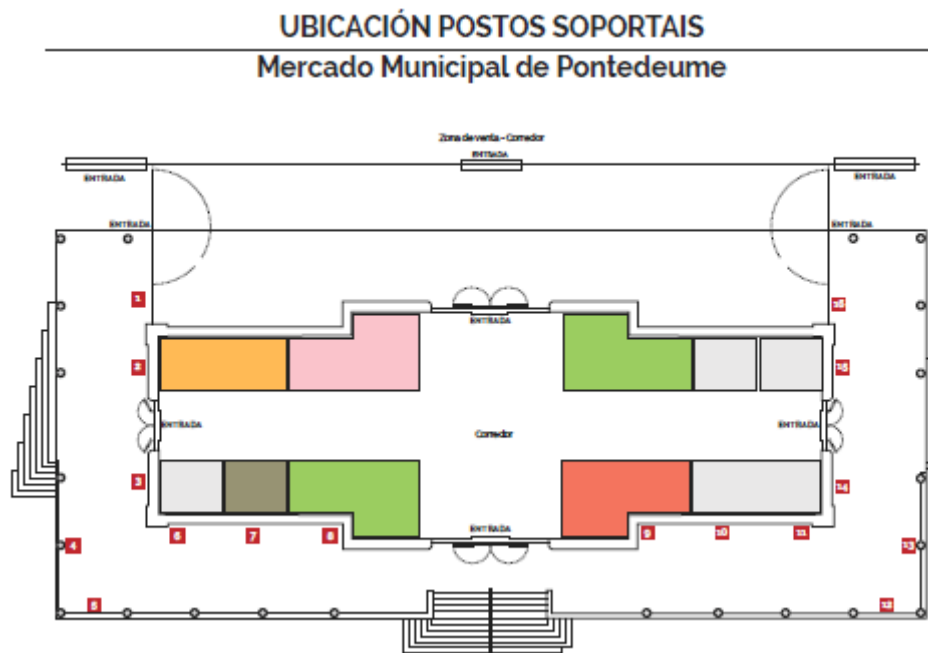 UBICACIÓN POSTOS SOPORTAIS
Mercado Municipal de Pontedeume
Zona de venta - Corredor
ENTRADA
ENTRADA
ENTRADA
ENTRADA
ENTRADA
1
16
ENTRADA
2
15
ENTRADA
ENTRADA
Corredor
3
14
6
7
8
ENTRADA
9
10
11
4
13
5
12